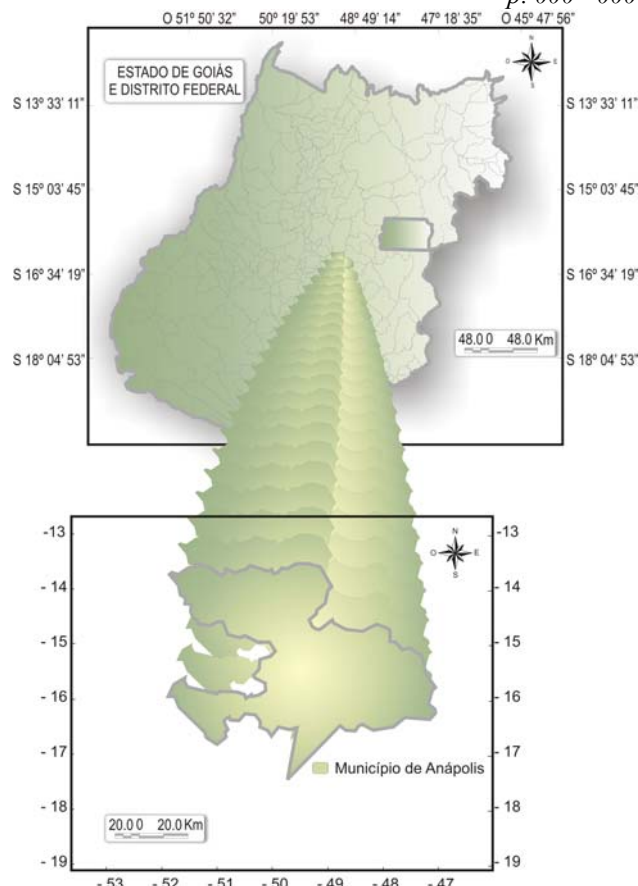 p. 000 - 000
O 51º 50' 32" 50º 19' 53" 48º 49' 14" 47º 18' 35" O 45º 47' 56"
N
O E
S
ESTADO DE GOIÁS
E DISTRITO FEDERAL
S 13º 33' 11" S 13º 33' 11"
S 15º 03' 45" S 15º 03' 45"
S 16º 34' 19" S 16º 34' 19"
48.0 0 48.0 Km
S 18º 04' 53" S 18º 04' 53"
-13 -13
N
O E
S
- 14 - 14
- 15 - 15
- 16 - 16
- 17 - 17
Município de Anápolis
- 18 - 18
20.0 0 20.0 Km
- 19 - 19
- 53 - 52 - 51 - 50 - 49 - 48 - 47